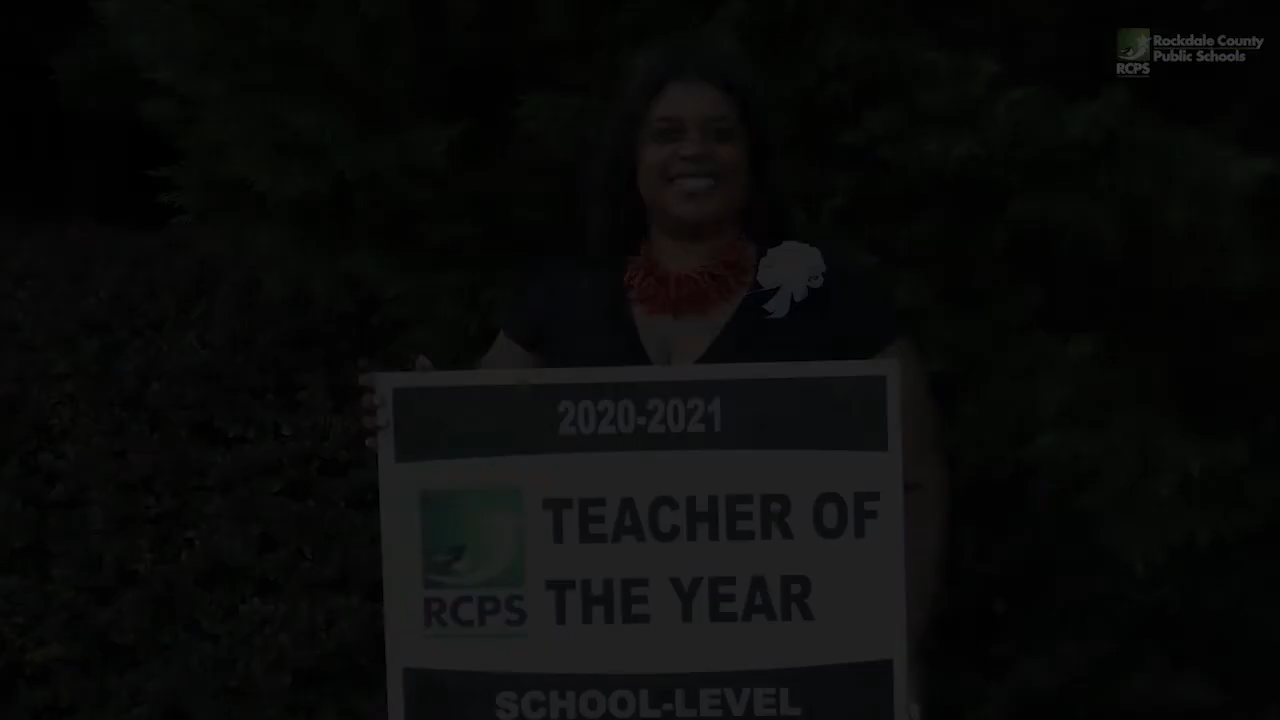 Rockdale County
Public Schools
RCPS
2020-2021
TEACHER OF
THE YEAR
RCPS
SCHOOL-LEVEL